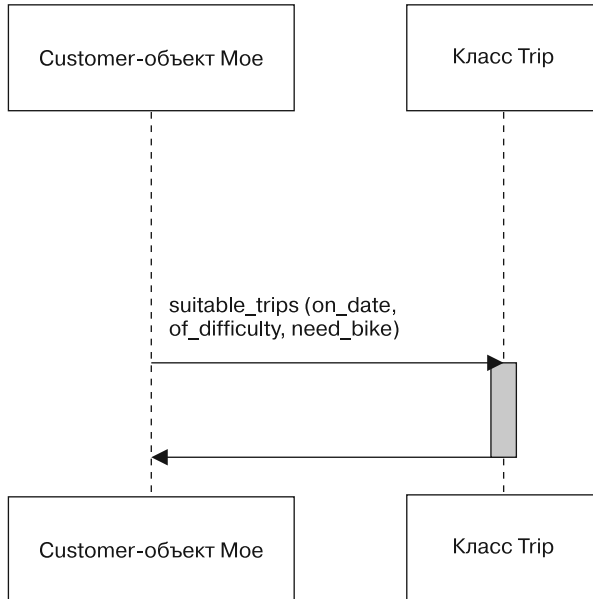 Customer-объект Moe
Класс Trip
suitable_trips (on_date,
of_difficulty, need_bike)
Customer-объект Moe
Класс Trip